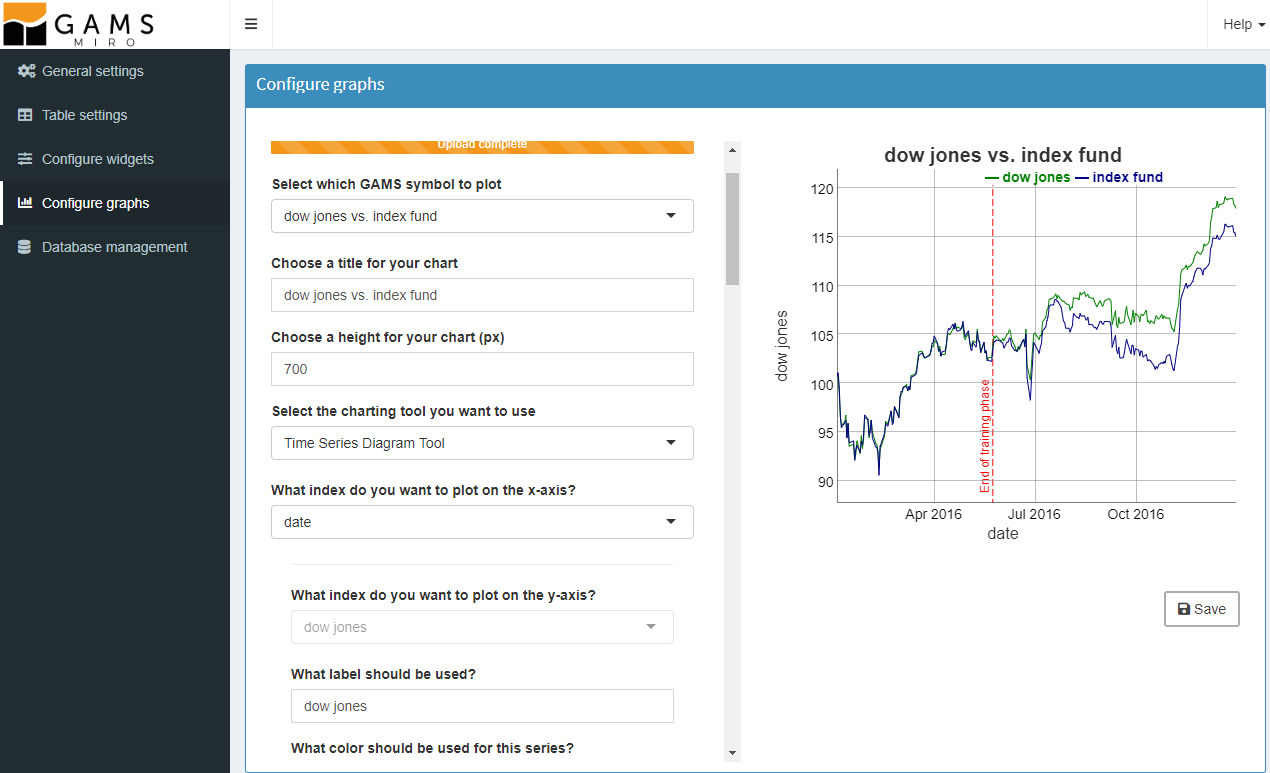 GAMS
MIRO
Help
General settings
Table settings
Configure widgets
Configure graphs
Database management
Configure graphs
Upload complete
Select which GAMS symbol to plot
dow jones vs. index fund
Choose a title for your chart
dow jones vs. index fund
Choose a height for your chart (px)
700
Select the charting tool you want to use
Time Series Diagram Tool
What index do you want to plot on the x-axis?
date
What index do you want to plot on the y-axis?
dow jones
What label should be used?
dow jones
What color should be used for this series?
dow jones vs. index fund
dow jones index fund
120
115
110
105
100
95
90
dow jones
End of training phase
Apr 2016 Jul 2016 Oct 2016
date
Save